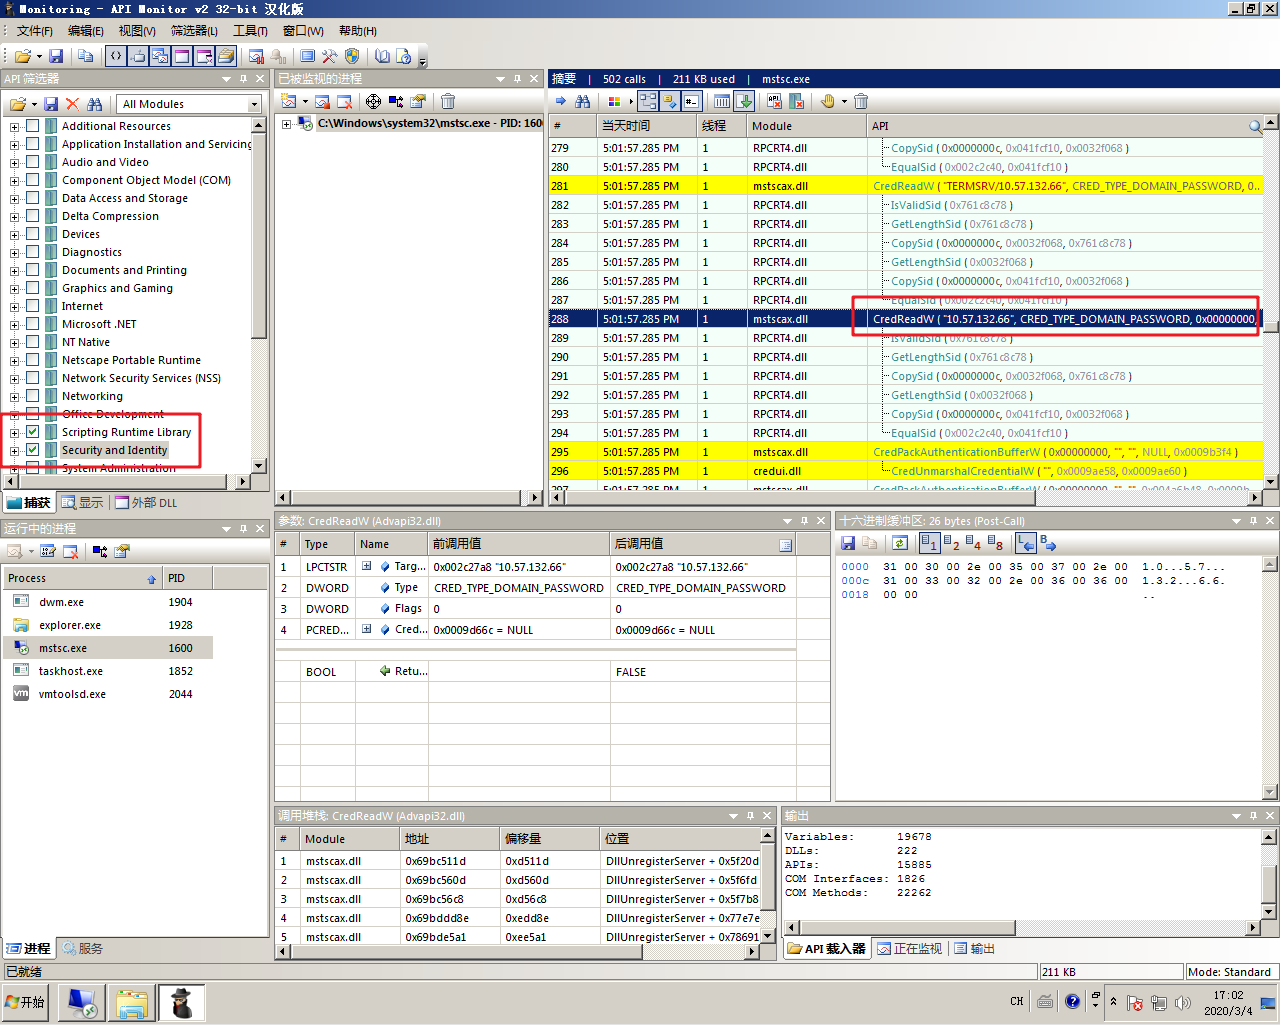 Monitoring - API Monitor v2 32-bit 汉化版
文件(F) 编辑(E) 视图(V) 筛选器(L) 工具(T) 窗口(W) 帮助(H)
API 筛选器
All Modules
Additional Resources
Application Installation and Servicing
Audio and Video
Component Object Model (COM)
Data Access and Storage
Delta Compression
Devices
Diagnostics
Documents and Printing
Graphics and Gaming
Internet
Microsoft .NET
NT Native
Netscape Portable Runtime
Network Security Services (NSS)
Networking
Office Development
Scripting Runtime Library
Security and Identity
System Administration
捕获 显示 外部 DLL
已被监视的进程
C:\Windows\system32\mstsc.exe - PID: 1600
摘要 | 502 calls | 211 KB used | mstsc.exe
# 当天时间 线程 Module API
279 5:01:57.285 PM 1 RPCRT4.dll CopySid ( 0x0000000c, 0x041fcf10, 0x0032f068 )
280 5:01:57.285 PM 1 RPCRT4.dll EqualSid ( 0x002c2c40, 0x041fcf10 )
281 5:01:57.285 PM 1 mstscax.dll CredReadW ( "TERMSRV/10.57.132.66", CRED_TYPE_DOMAIN_PASSWORD, 0...
282 5:01:57.285 PM 1 RPCRT4.dll IsValidSid ( 0x761c8c78 )
283 5:01:57.285 PM 1 RPCRT4.dll GetLengthSid ( 0x761c8c78 )
284 5:01:57.285 PM 1 RPCRT4.dll CopySid ( 0x0000000c, 0x0032f068, 0x761c8c78 )
285 5:01:57.285 PM 1 RPCRT4.dll GetLengthSid ( 0x0032f068 )
286 5:01:57.285 PM 1 RPCRT4.dll CopySid ( 0x0000000c, 0x041fcf10, 0x0032f068 )
287 5:01:57.285 PM 1 RPCRT4.dll EqualSid ( 0x002c2c40, 0x041fcf10 )
288 5:01:57.285 PM 1 mstscax.dll CredReadW ( "10.57.132.66", CRED_TYPE_DOMAIN_PASSWORD, 0x00000000,
289 5:01:57.285 PM 1 RPCRT4.dll IsValidSid ( 0x761c8c78 )
290 5:01:57.285 PM 1 RPCRT4.dll GetLengthSid ( 0x761c8c78 )
291 5:01:57.285 PM 1 RPCRT4.dll CopySid ( 0x0000000c, 0x0032f068, 0x761c8c78 )
292 5:01:57.285 PM 1 RPCRT4.dll GetLengthSid ( 0x0032f068 )
293 5:01:57.285 PM 1 RPCRT4.dll CopySid ( 0x0000000c, 0x041fcf10, 0x0032f068 )
294 5:01:57.285 PM 1 RPCRT4.dll EqualSid ( 0x002c2c40, 0x041fcf10 )
295 5:01:57.285 PM 1 mstscax.dll CredPackAuthenticationBufferW ( 0x00000000, "", "", NULL, 0x0009b3f4 )
296 5:01:57.285 PM 1 credui.dll CredUnmarshalCredentialW ( "", 0x0009ae58, 0x0009ae60 )
297 5:01:57.285 PM 1 mstscax.dll CredPackAuthenticationBufferW ( 0x00000000, "", "", 0x004a6b48, 0x0009b...
运行中的进程
Process PID
dwm.exe 1904
explorer.exe 1928
mstsc.exe 1600
taskhost.exe 1852
vmtoolsd.exe 2044
进程 服务
参数: CredReadW (Advapi32.dll)
# Type Name 前调用值 后调用值
1 LPCTSTR Targ... 0x002c27a8 "10.57.132.66" 0x002c27a8 "10.57.132.66"
2 DWORD Type CRED_TYPE_DOMAIN_PASSWORD CRED_TYPE_DOMAIN_PASSWORD
3 DWORD Flags 0 0
4 PCRED... Cred... 0x0009d66c = NULL 0x0009d66c = NULL
BOOL Retu... FALSE
十六进制缓冲区: 26 bytes (Post-Call)
1 2 4 8 L B
0000 31 00 30 00 2e 00 35 00 37 00 2e 00 1.0...5.7...
000c 31 00 33 00 32 00 2e 00 36 00 36 00 1.3.2...6.6.
0018 00 00 ..
调用堆栈: CredReadW (Advapi32.dll)
# Module 地址 偏移量 位置
1 mstscax.dll 0x69bc511d 0xd511d DllUnregisterServer + 0x5f20d
2 mstscax.dll 0x69bc560d 0xd560d DllUnregisterServer + 0x5f6fd
3 mstscax.dll 0x69bc56c8 0xd56c8 DllUnregisterServer + 0x5f7b8
4 mstscax.dll 0x69bddd8e 0xedd8e DllUnregisterServer + 0x77e7e
5 mstscax.dll 0x69bde5a1 0xee5a1 DllUnregisterServer + 0x78691
输出
Variables: 19678
DLLs: 222
APIs: 15885
COM Interfaces: 1826
COM Methods: 22262
API 载入器 正在监视 输出
已就绪 211 KB Mode: Standard
开始 CH 17:02
2020/3/4